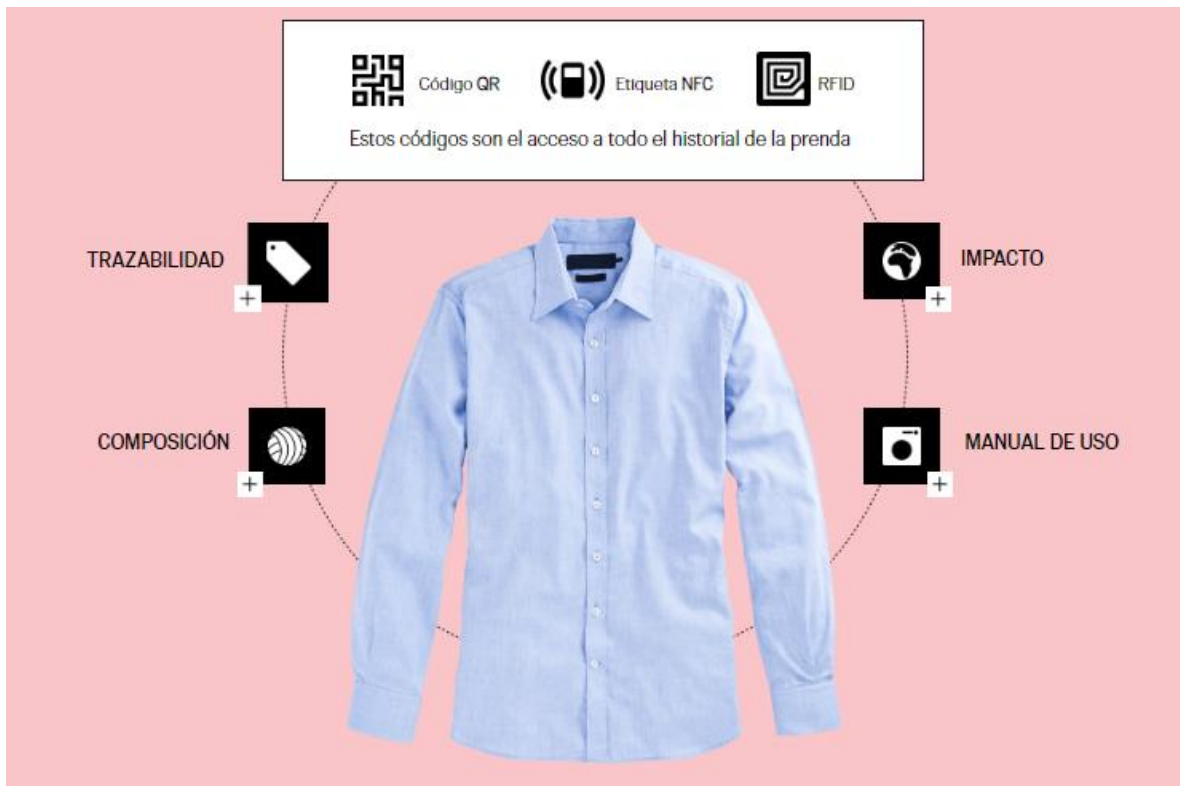 Código QR
Etiqueta NFC
RFID
Estos códigos son el acceso a todo el historial de la prenda
TRAZABILIDAD
IMPACTO
COMPOSICIÓN
MANUAL DE USO